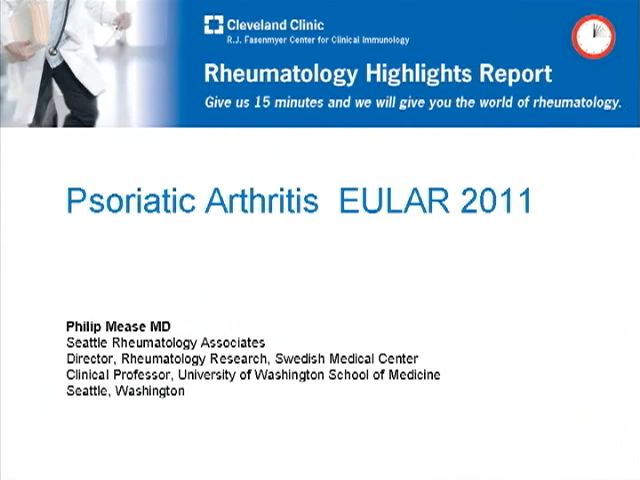 Cleveland Clinic
R.J. Fasenmyer Center for Clinical Immunology
Rheumatology Highlights Report
Give us 15 minutes and we will give you the world of rheumatology.
Psoriatic Arthritis EULAR 2011
Philip Mease MD
Seattle Rheumatology Associates
Director, Rheumatology Research, Swedish Medical Center
Clinical Professor, University of Washington School of Medicine
Seattle, Washington